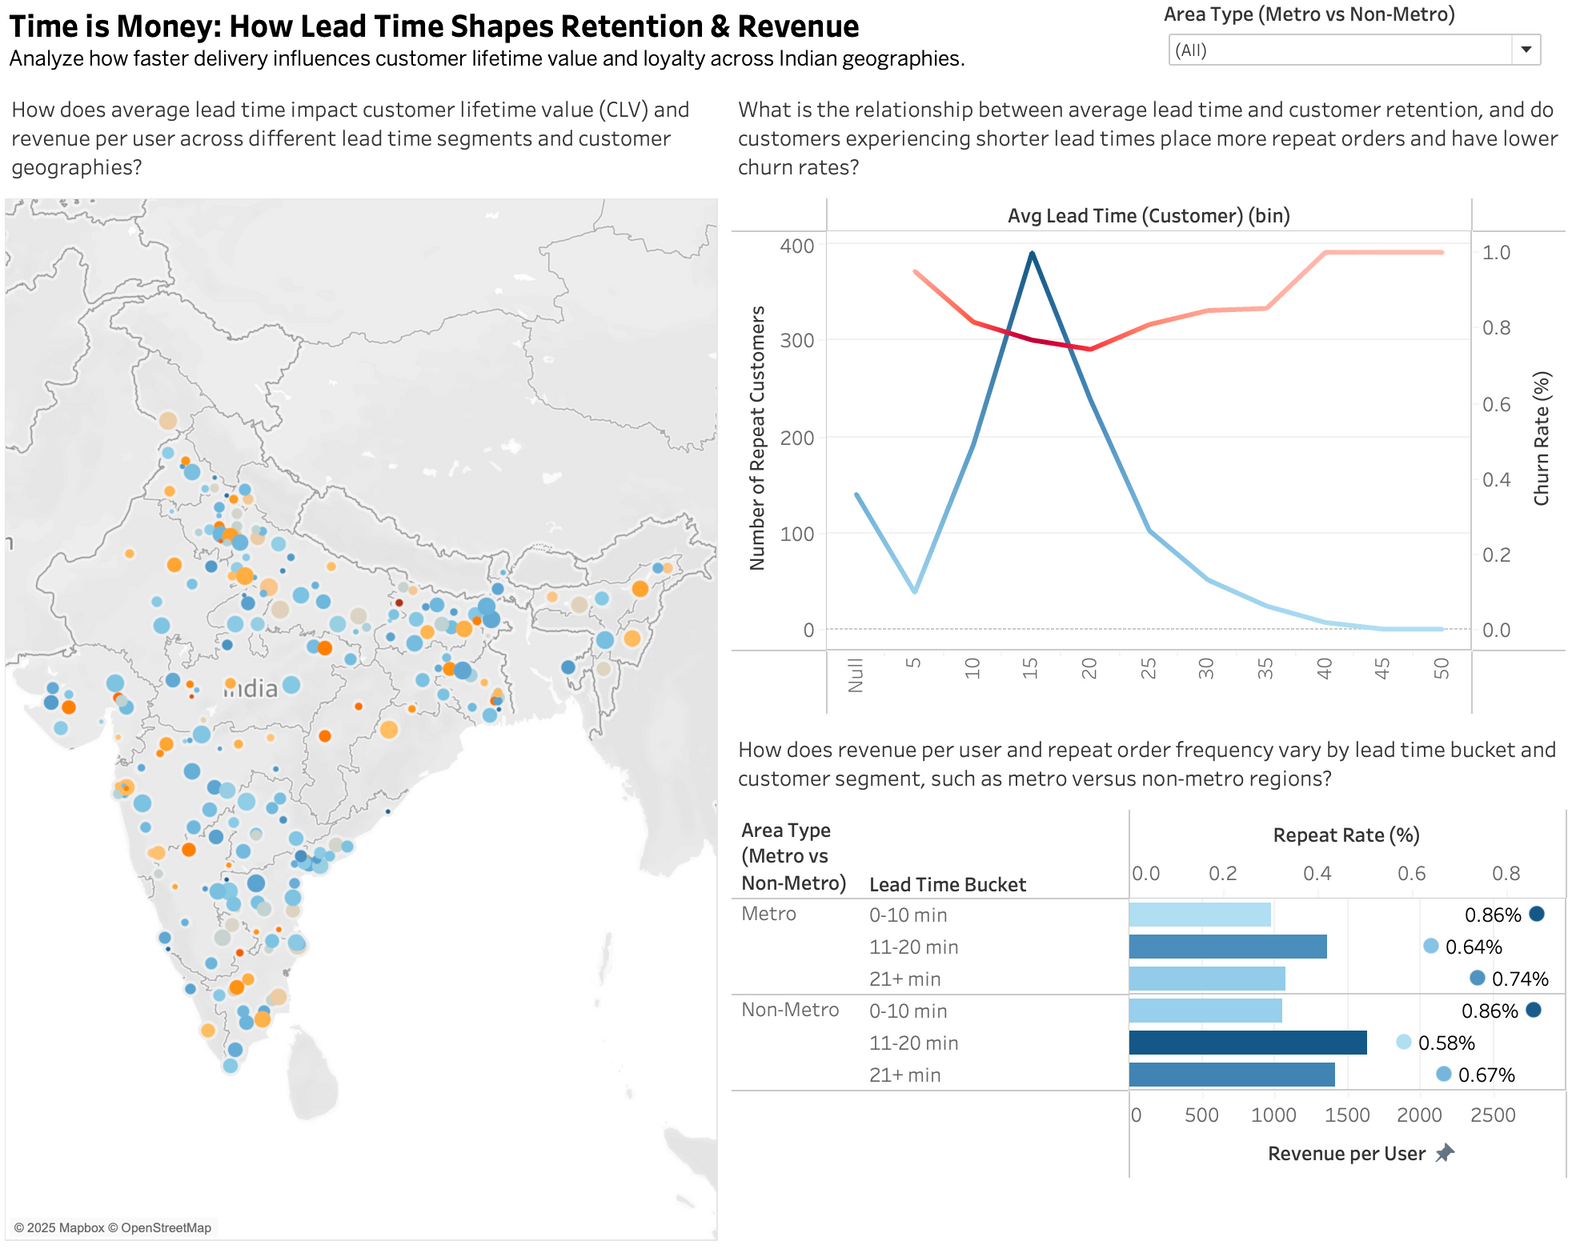 Time is Money: How Lead Time Shapes Retention & Revenue
Analyze how faster delivery influences customer lifetime value and loyalty across Indian geographies.
Area Type (Metro vs Non-Metro)
(All)
How does average lead time impact customer lifetime value (CLV) and
revenue per user across different lead time segments and customer
geographies?
India
© 2025 Mapbox © OpenStreetMap
What is the relationship between average lead time and customer retention, and do
customers experiencing shorter lead times place more repeat orders and have lower
churn rates?
Avg Lead Time (Customer) (bin)
Number of Repeat Customers
400
300
200
100
0
Churn Rate (%)
1.0
0.8
0.6
0.4
0.2
0.0
Null 5 10 15 20 25 30 35 40 45 50
How does revenue per user and repeat order frequency vary by lead time bucket and
customer segment, such as metro versus non-metro regions?
Area Type
(Metro vs
Non-Metro) Lead Time Bucket
Repeat Rate (%)
0.0 0.2 0.4 0.6 0.8
Metro 0-10 min 0.86%
11-20 min 0.64%
21+ min 0.74%
Non-Metro 0-10 min 0.86%
11-20 min 0.58%
21+ min 0.67%
0 500 1000 1500 2000 2500
Revenue per User